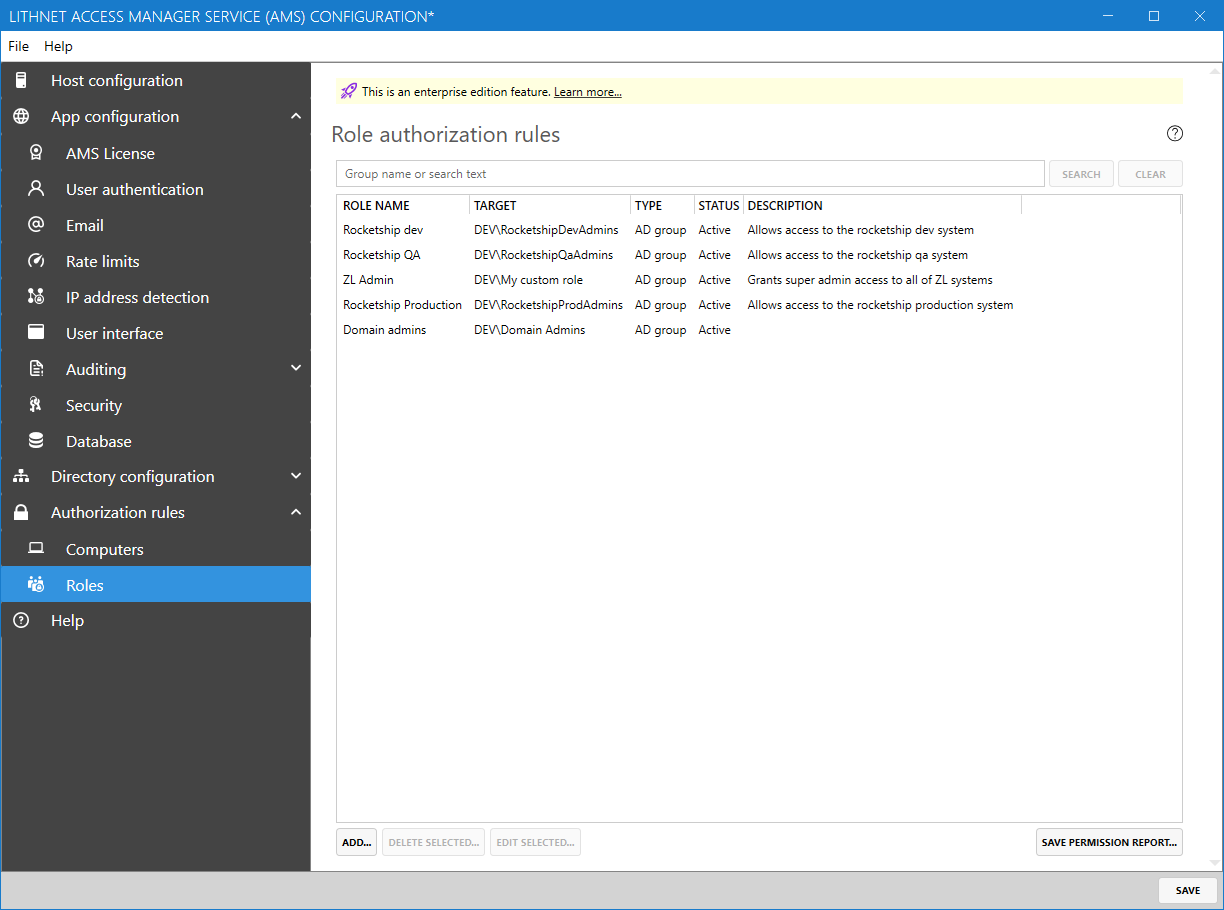 LITHNET ACCESS MANAGER SERVICE (AMS) CONFIGURATION*
File Help
Host configuration
App configuration
AMS License
User authentication
Email
Rate limits
IP address detection
User interface
Auditing
Security
Database
Directory configuration
Authorization rules
Computers
Roles
Help
This is an enterprise edition feature. Learn more...
Role authorization rules
Group name or search text SEARCH CLEAR
ROLE NAME TARGET TYPE STATUS DESCRIPTION
Rocketship dev DEV\RocketshipDevAdmins AD group Active Allows access to the rocketship dev system
Rocketship QA DEV\RocketshipQaAdmins AD group Active Allows access to the rocketship qa system
ZL Admin DEV\My custom role AD group Active Grants super admin access to all of ZL systems
Rocketship Production DEV\RocketshipProdAdmins AD group Active Allows access to the rocketship production system
Domain admins DEV\Domain Admins AD group Active
ADD... DELETE SELECTED... EDIT SELECTED... SAVE PERMISSION REPORT...
SAVE